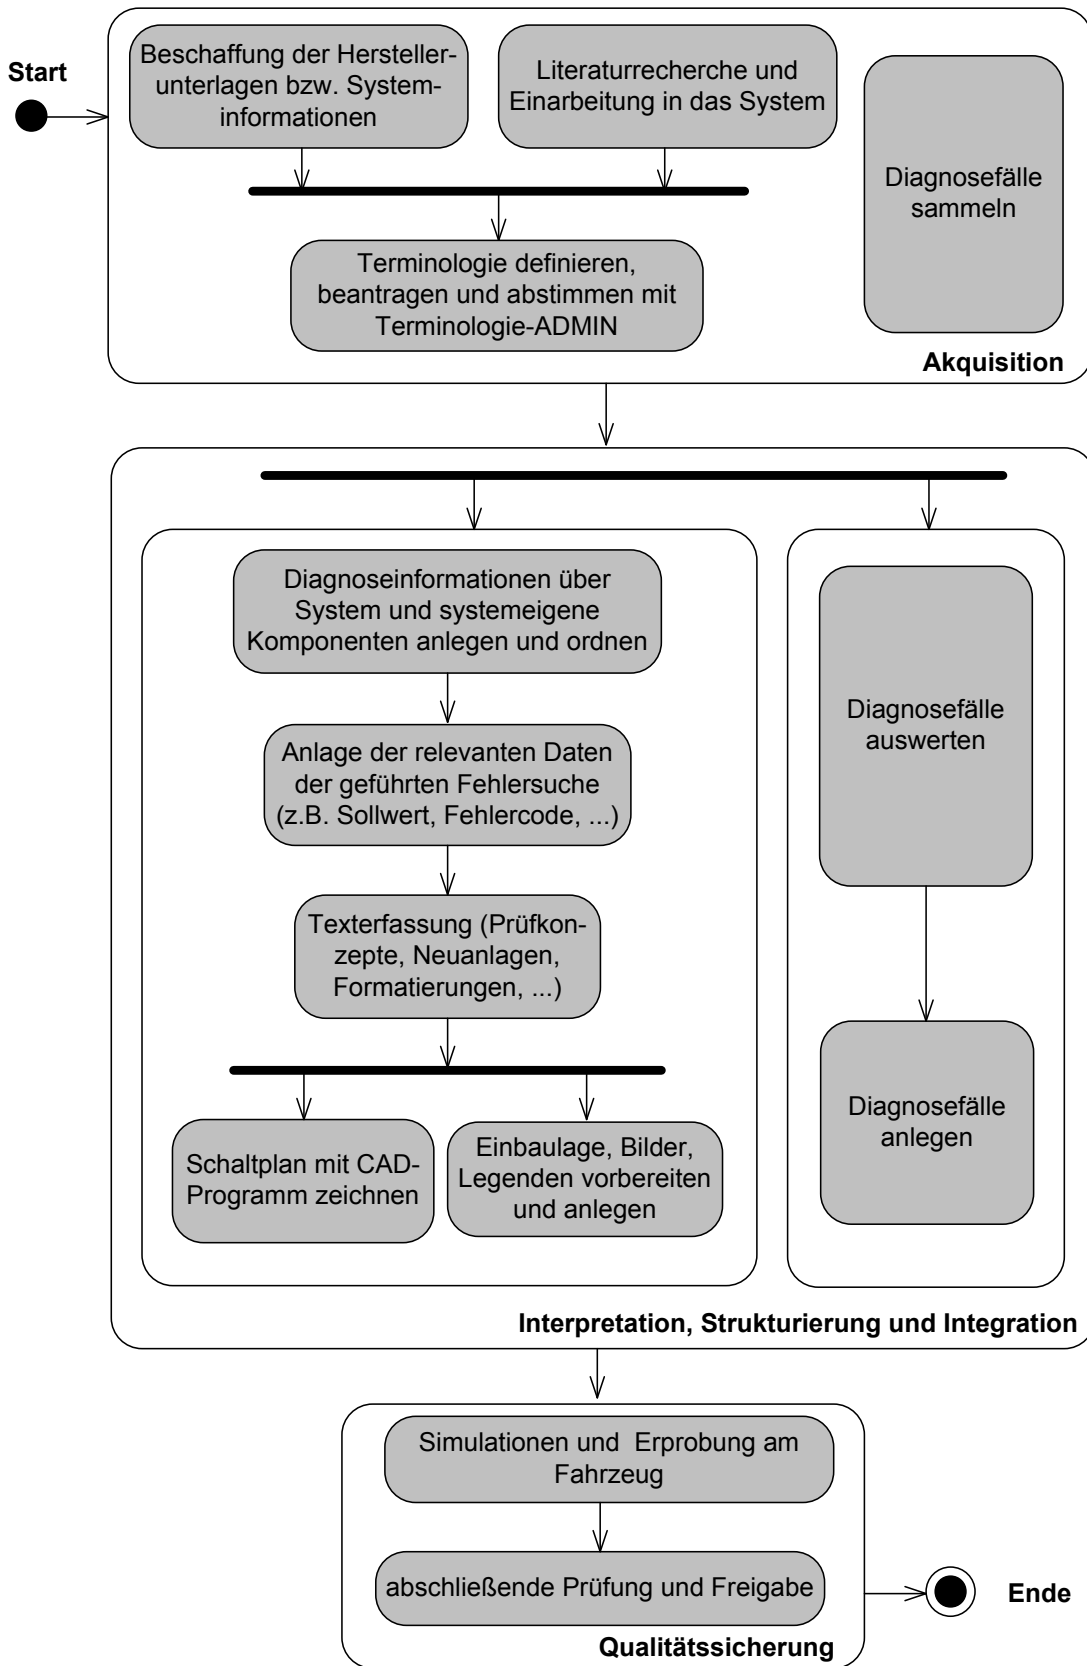 Start
Beschaffung der Hersteller-
unterlagen bzw. System-
informationen
Literaturrecherche und
Einarbeitung in das System
Diagnosefälle
sammeln
Terminologie definieren,
beantragen und abstimmen mit
Terminologie-ADMIN
Akquisition
Diagnoseinformationen über
System und systemeigene
Komponenten anlegen und ordnen
Anlage der relevanten Daten
der geführten Fehlersuche
(z.B. Sollwert, Fehlercode, ...)
Texterfassung (Prüfkon-
zepte, Neuanlagen,
Formatierungen, ...)
Schaltplan mit CAD-
Programm zeichnen
Einbaulage, Bilder,
Legenden vorbereiten
und anlegen
Diagnosefälle
auswerten
Diagnosefälle
anlegen
Interpretation, Strukturierung und Integration
Simulationen und  Erprobung am
Fahrzeug
abschließende Prüfung und Freigabe
Qualitätssicherung
Ende